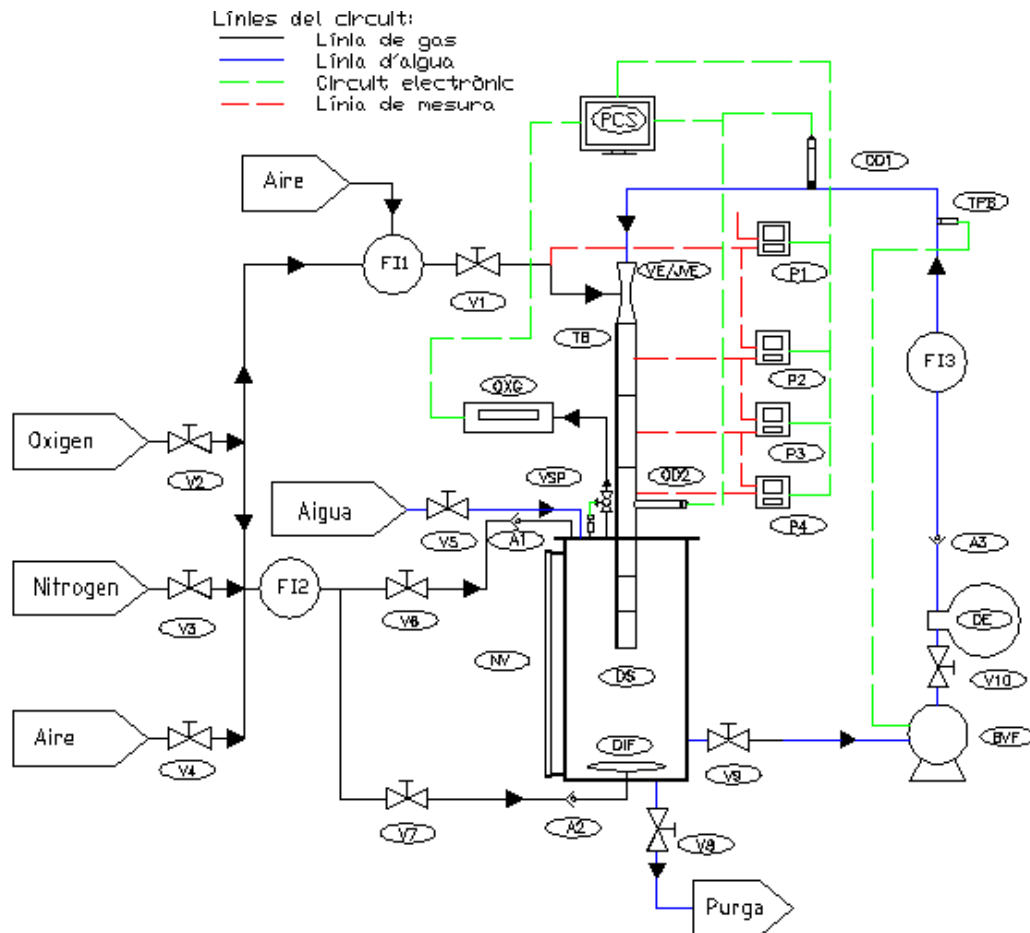 Línies del circuit:
Línia de gas
Línia d'aigua
Circuit electrònic
Línia de mesura
PCS
Aire
OD1
TPB
FI1
VE/JVE
P1
V1
TB
P2
FI3
OXG
Oxigen
P3
V2
VSP
OD2
Aigua
P4
V5
A1
A3
Nitrogen
FI2
DE
V3
V6
NV
DS
V10
Aire
DIF
BVF
V4
V9
V7
A2
V8
Purga